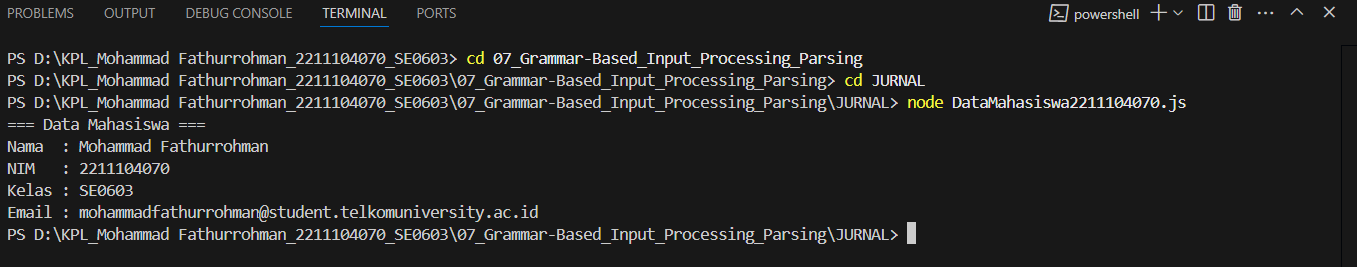 PROBLEMS OUTPUT DEBUG CONSOLE TERMINAL PORTS powershell
PS D:\KPL_Mohammad Fathurrohman_2211104070_SE0603> cd 07_Grammar-Based_Input_Processing_Parsing
PS D:\KPL_Mohammad Fathurrohman_2211104070_SE0603\07_Grammar-Based_Input_Processing_Parsing> cd JURNAL
PS D:\KPL_Mohammad Fathurrohman_2211104070_SE0603\07_Grammar-Based_Input_Processing_Parsing\JURNAL> node DataMahasiswa2211104070.js
=== Data Mahasiswa ===
Nama  : Mohammad Fathurrohman
NIM   : 2211104070
Kelas : SE0603
Email : mohammadfathurrohman@student.telkomuniversity.ac.id
PS D:\KPL_Mohammad Fathurrohman_2211104070_SE0603\07_Grammar-Based_Input_Processing_Parsing\JURNAL>